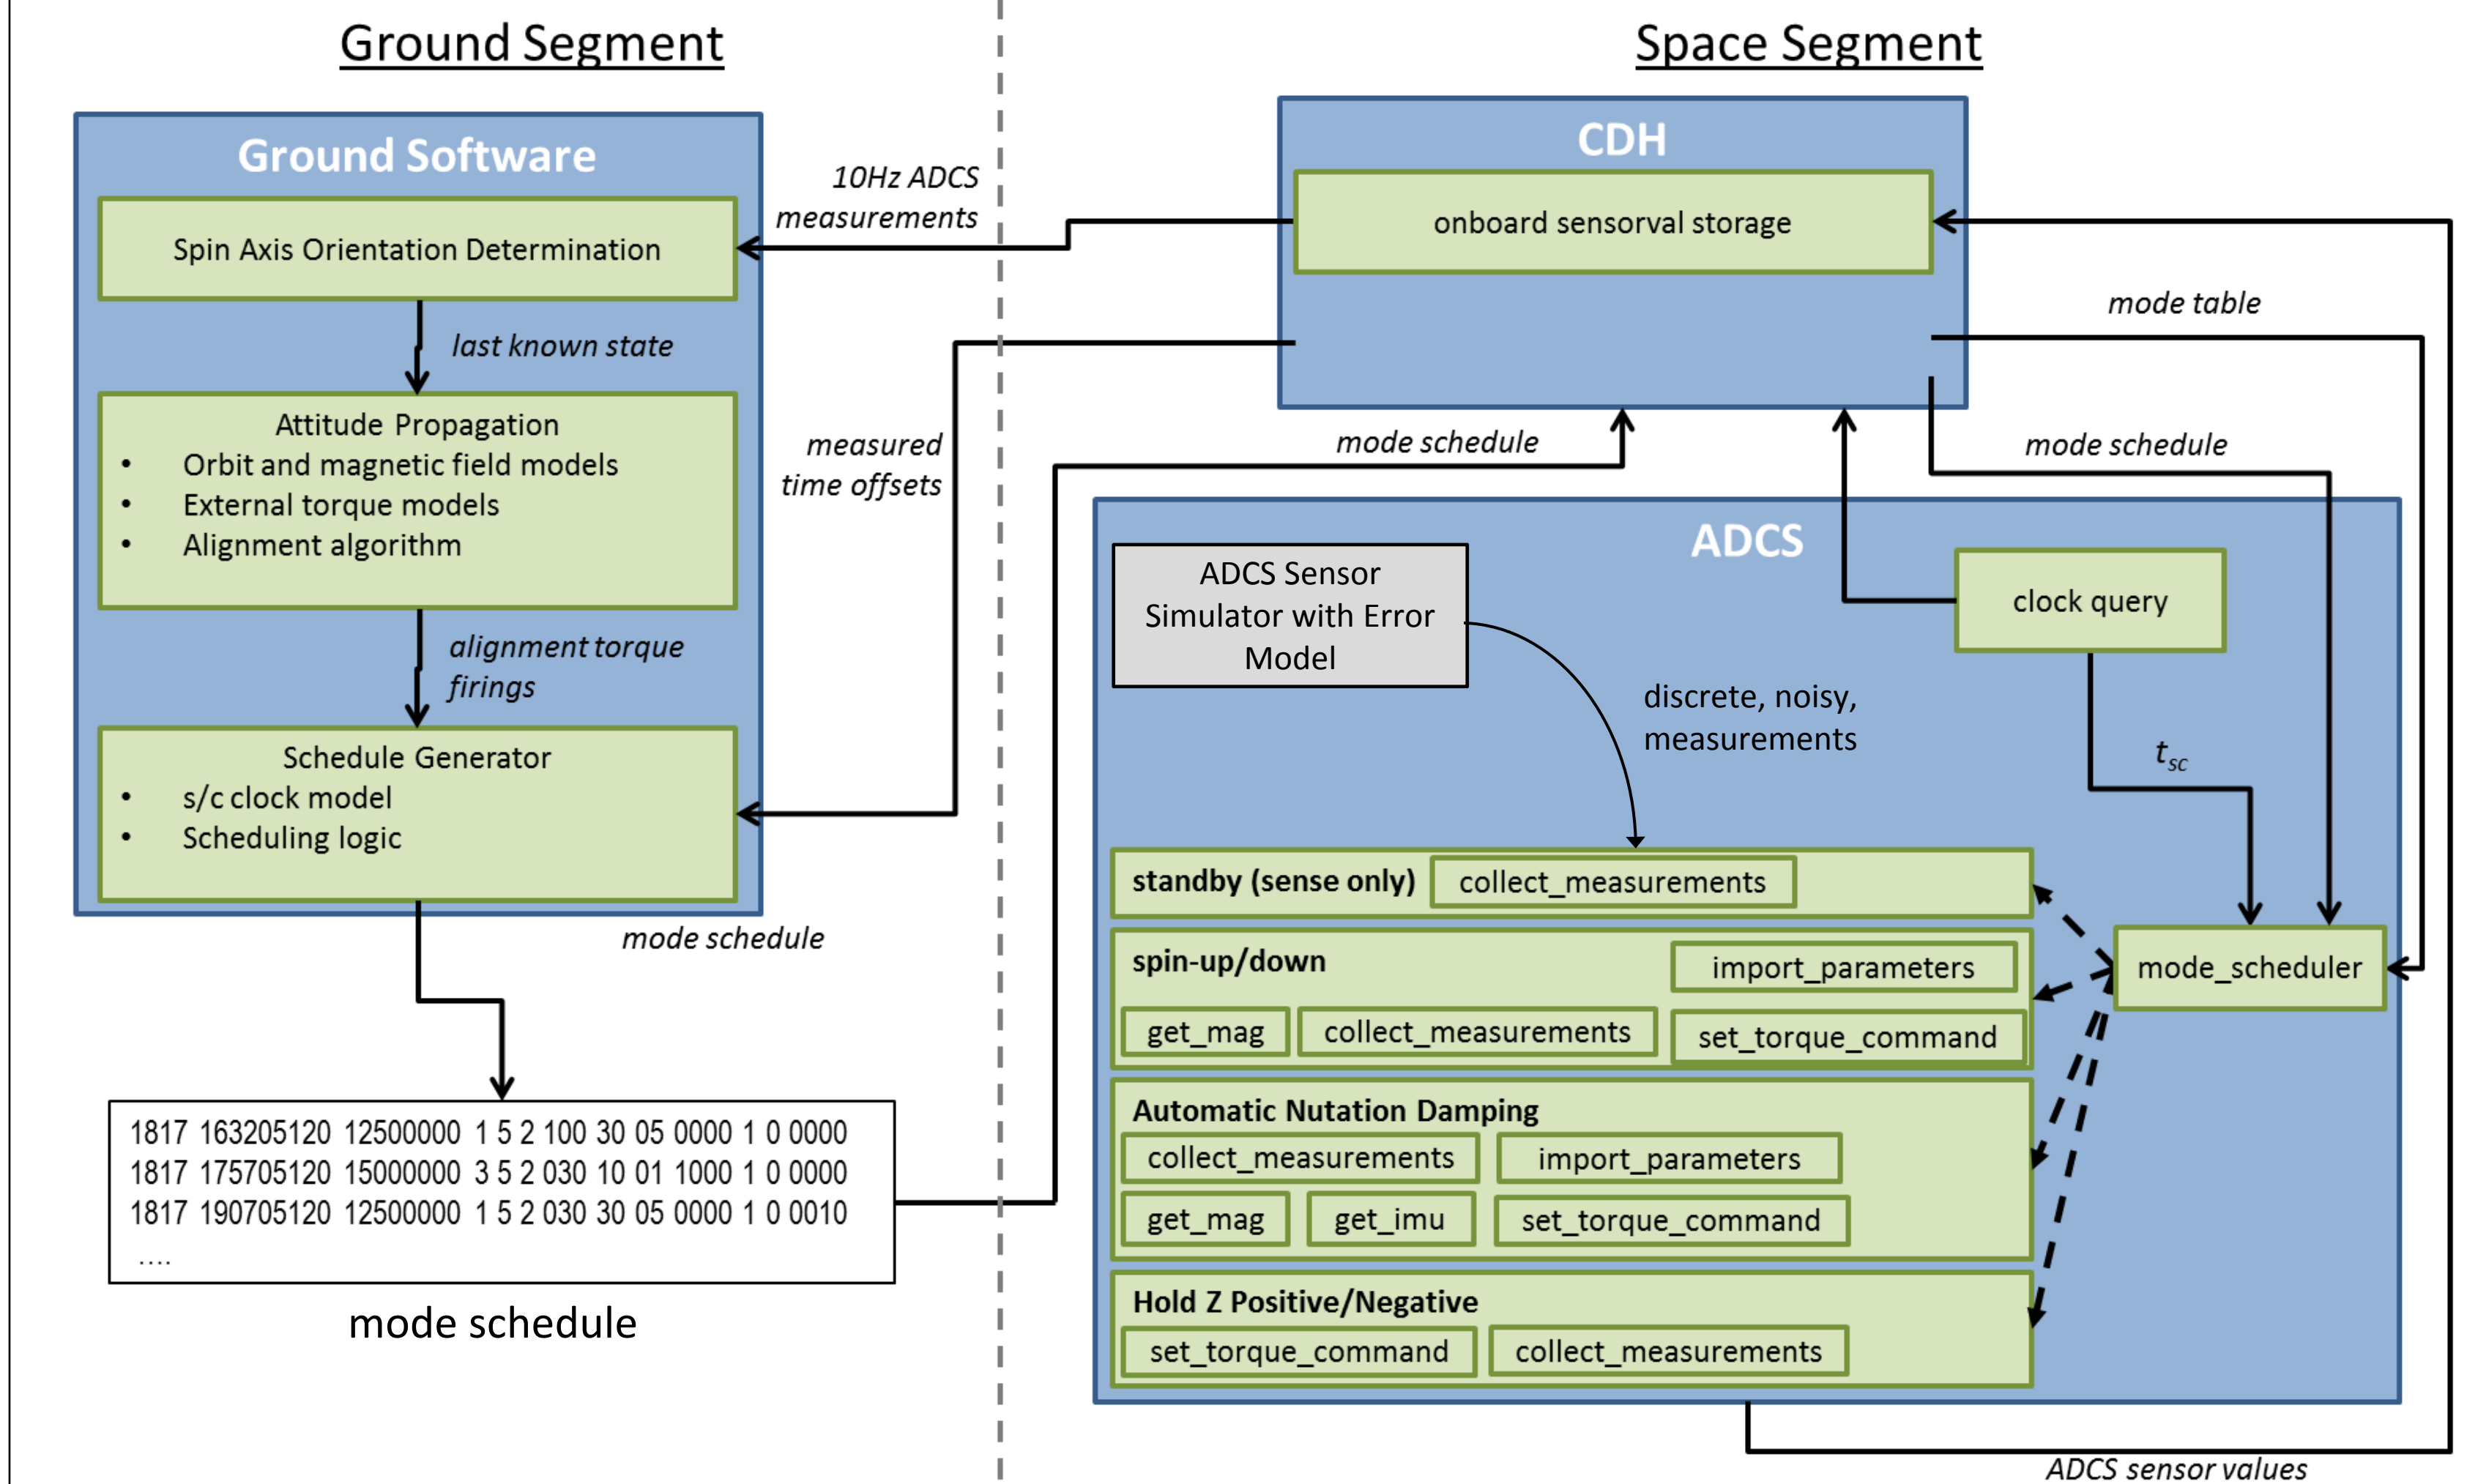 Ground Segment
Space Segment
Ground Software
Spin Axis Orientation Determination
last known state
Attitude Propagation
• Orbit and magnetic field models
• External torque models
• Alignment algorithm
alignment torque
firings
Schedule Generator
• s/c clock model
• Scheduling logic
mode schedule
1817 163205120 12500000 1 5 2 100 30 05 0000 1 0 0000
1817 175705120 15000000 3 5 2 030 10 01 1000 1 0 0000
1817 190705120 12500000 1 5 2 030 30 05 0000 1 0 0010
....
mode schedule
10Hz ADCS
measurements
measured
time offsets
CDH
onboard sensorval storage
mode table
mode schedule
mode schedule
ADCS
ADCS Sensor
Simulator with Error
Model
clock query
discrete, noisy,
measurements
tsc
standby (sense only) collect_measurements
spin-up/down import_parameters
get_mag collect_measurements set_torque_command
mode_scheduler
Automatic Nutation Damping
collect_measurements import_parameters
get_mag get_imu set_torque_command
Hold Z Positive/Negative
set_torque_command collect_measurements
ADCS sensor values